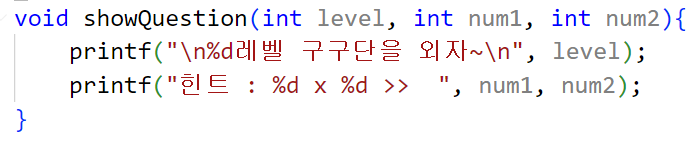 void showQuestion(int level, int num1, int num2){
    printf("\n%d레벨 구구단을 외자~\n", level);
    printf("힌트 : %d x %d >>  ", num1, num2);
}